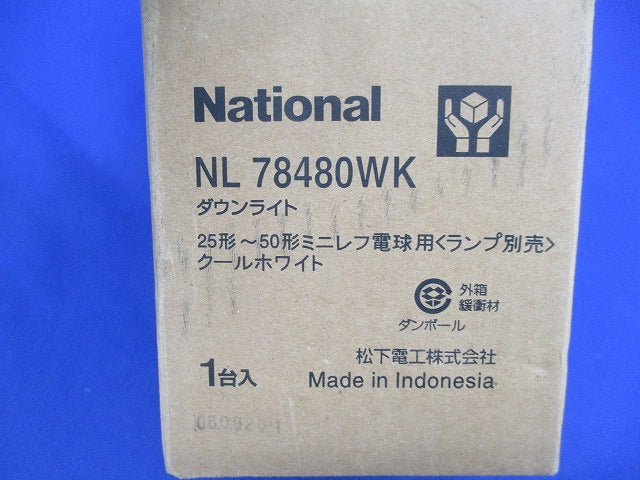 National
NL 78480WK
ダウンライト
25形～50形ミニレフ電球用<ランプ別売>
クールホワイト
外箱
緩衝材
ダンボール
1台入
松下電工株式会社
Made in Indonesia